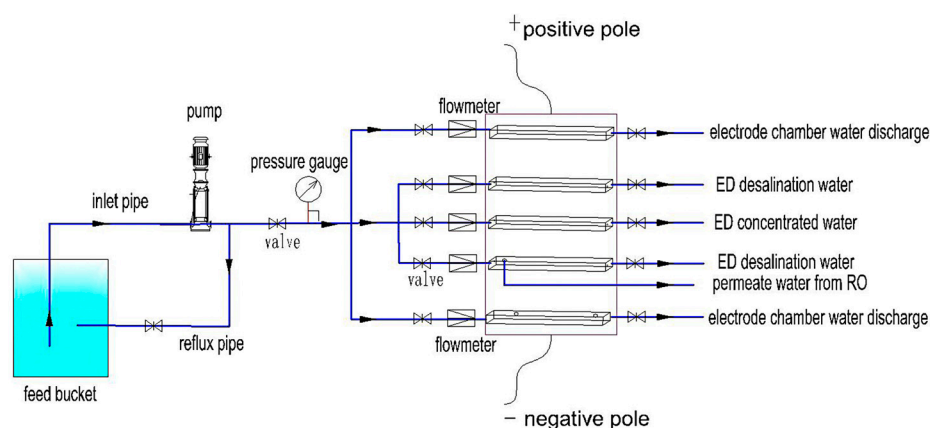 + positive pole
pump
flowmeter
electrode chamber water discharge
pressure gauge
ED desalination water
inlet pipe
ED concentrated water
valve
ED desalination water
valve
permeate water from RO
electrode chamber water discharge
reflux pipe
flowmeter
feed bucket
− negative pole